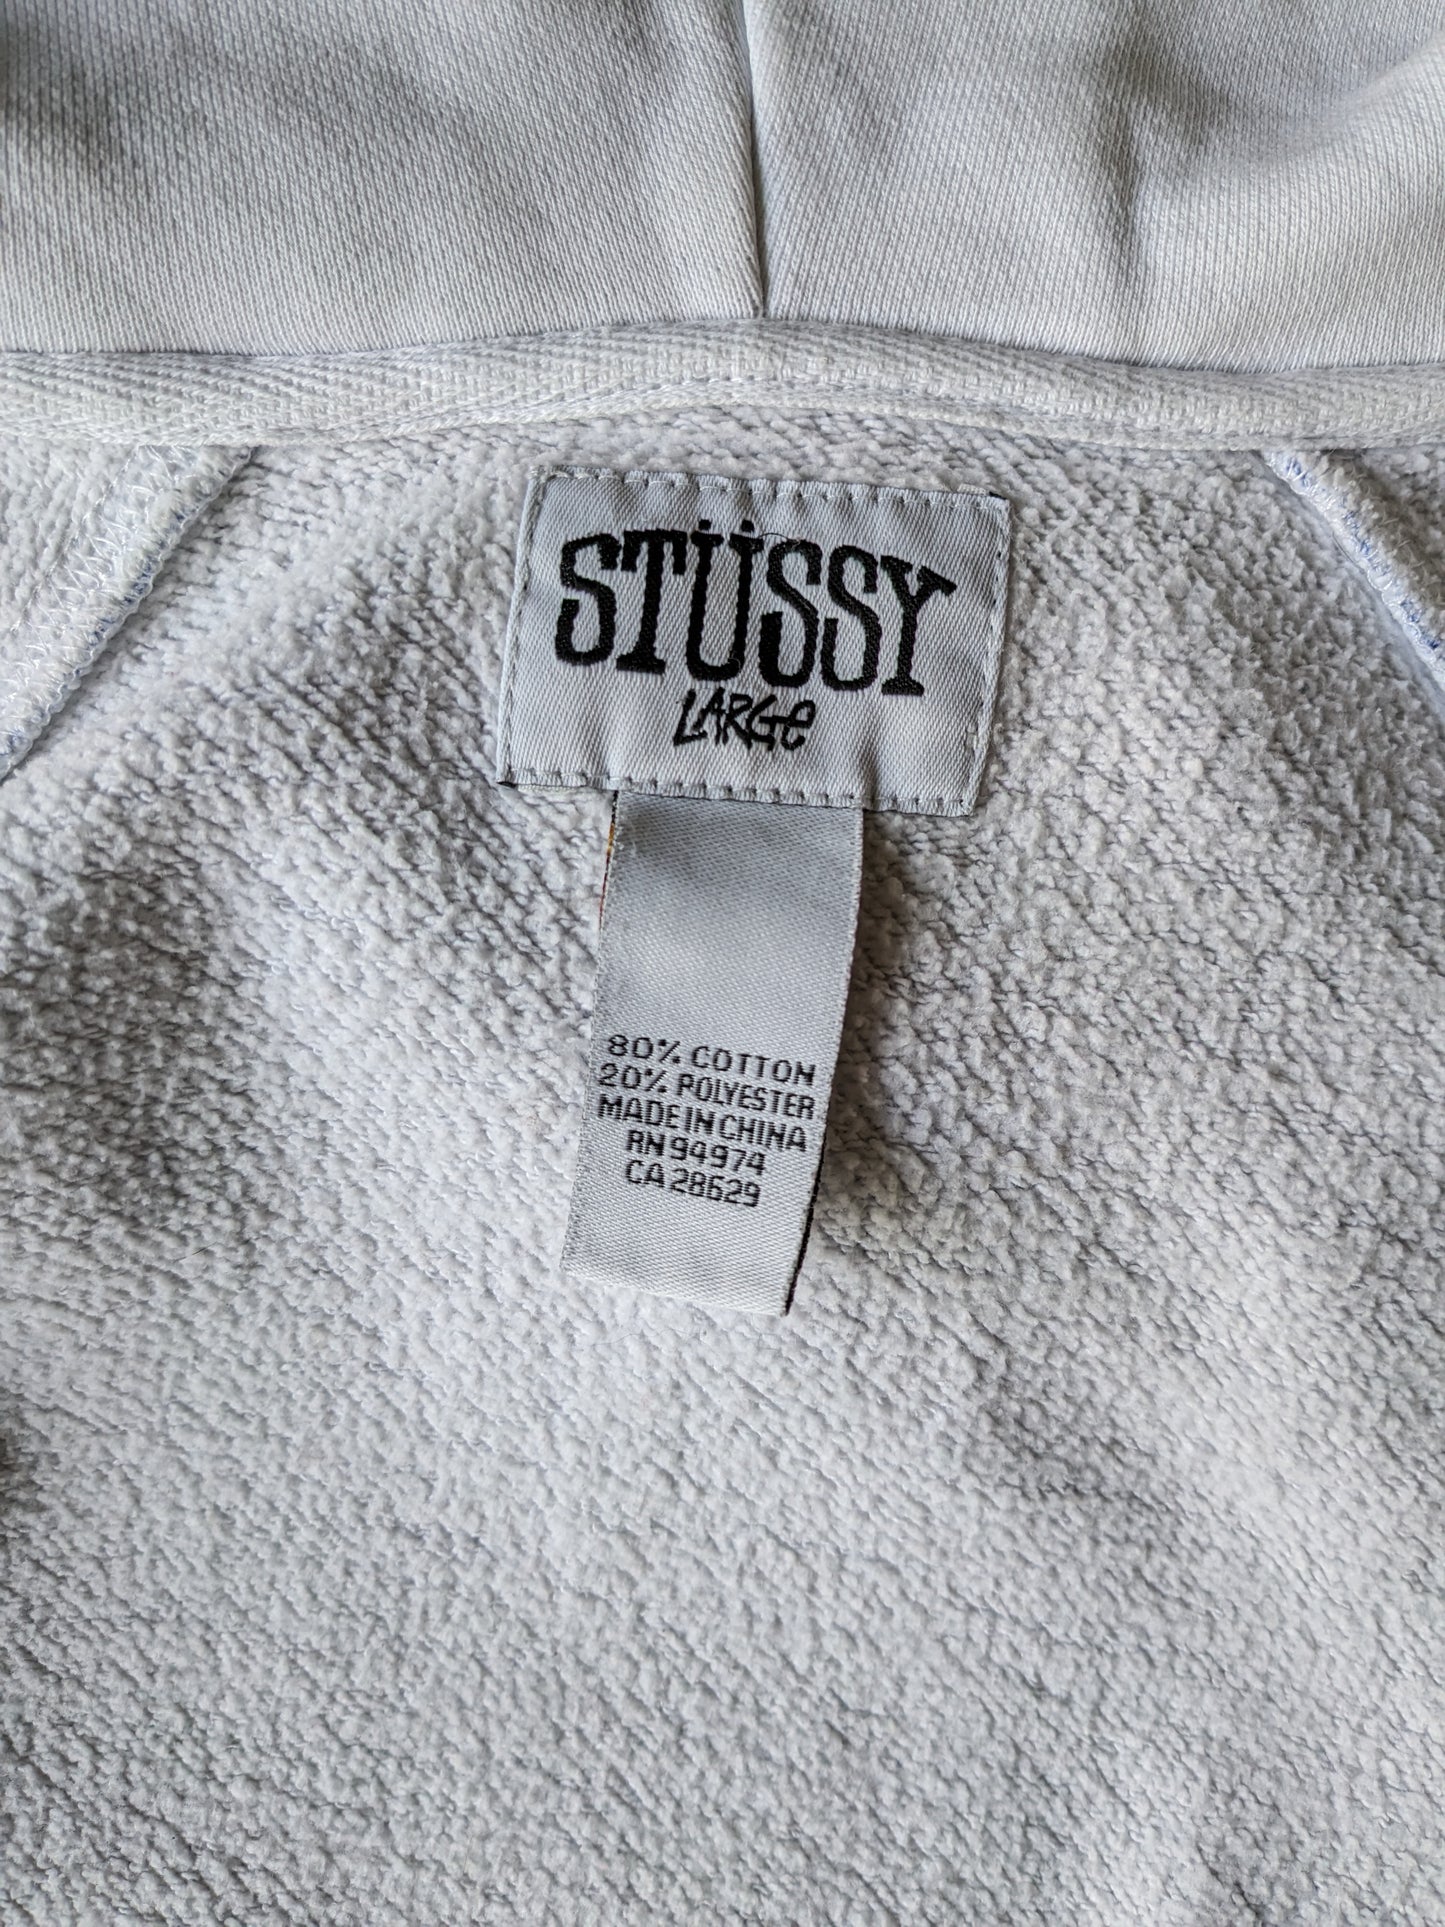 STÜSSY
LARGe
80% COTTON
20% POLYESTER
MADE IN CHINA
RN 94974
CA 28629